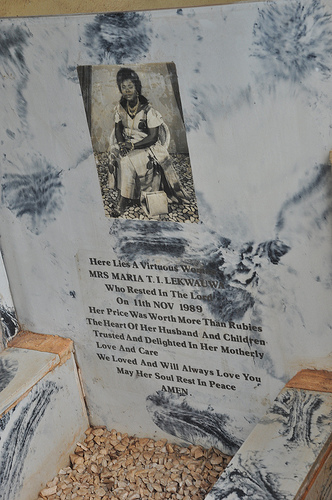 Here Lies A Virtuous Woman
MRS MARIA T. I. LEKWAUWA
Who Rested In The Lord
On 11th NOV 1989
Her Price Was Worth More Than Rubies
The Heart Of Her Husband And Children
Trusted And Delighted In Her Motherly
Love And Care
We Loved And Will Always Love You
May Her Soul Rest In Peace
AMEN.